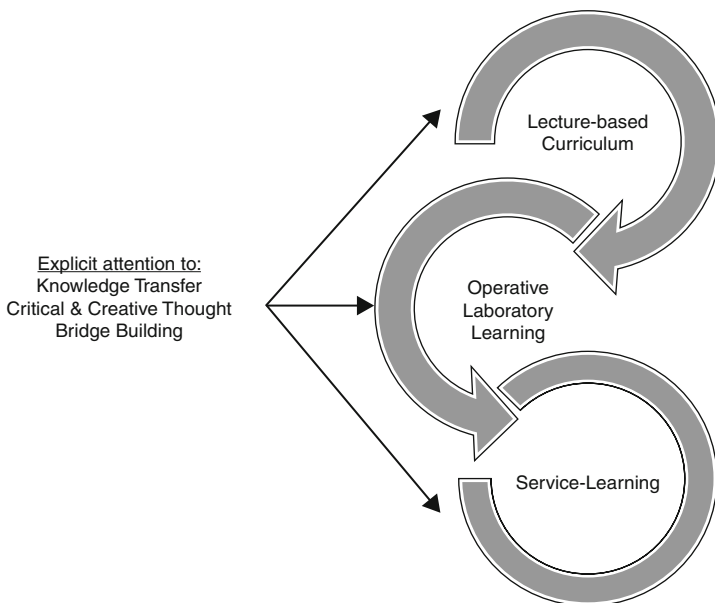 Lecture-based
Curriculum
Explicit attention to:
Knowledge Transfer
Critical & Creative Thought
Bridge Building
Operative
Laboratory
Learning
Service-Learning